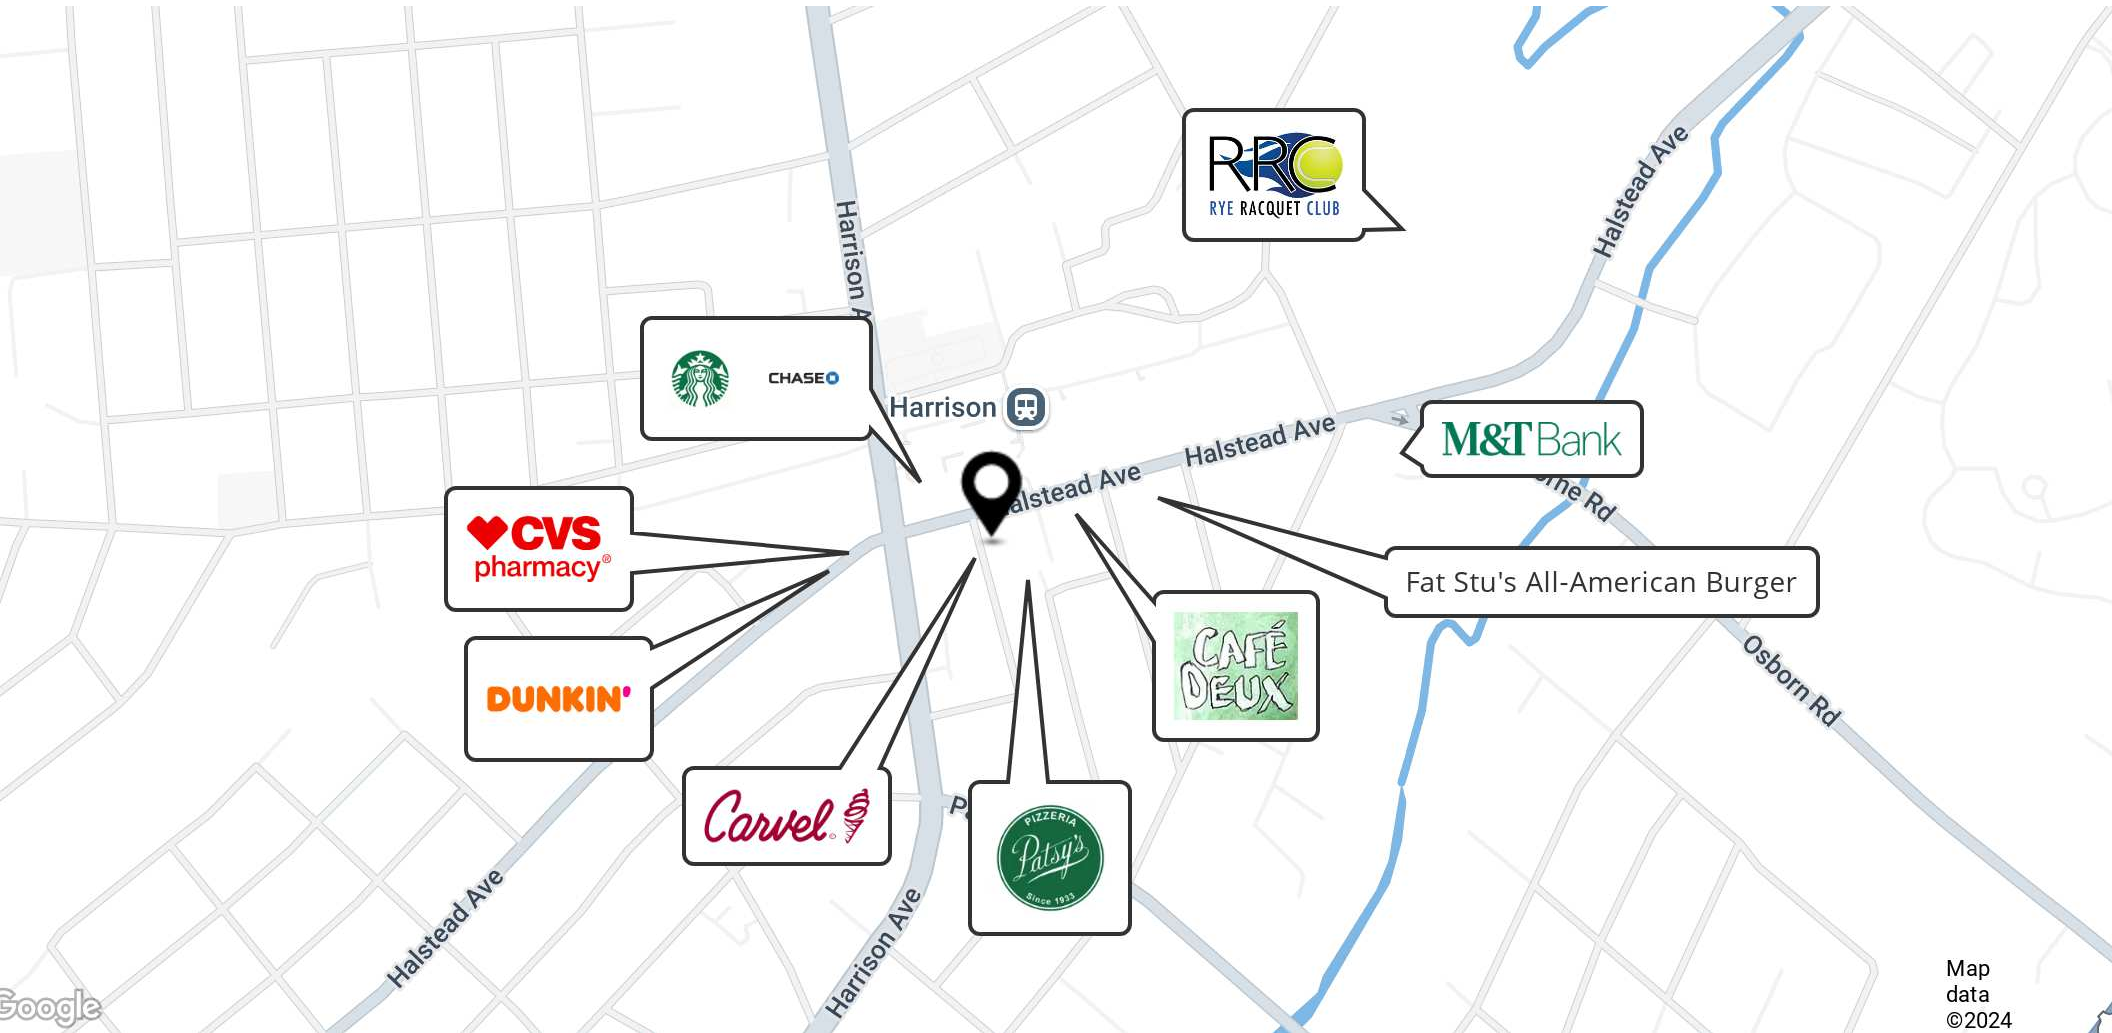 RRC
RYE RACQUET CLUB
Halstead Ave
Harrison A
CHASE
Harrison
Halstead Ave
M&T Bank
alstead Ave
CVS
pharmacy®
orne Rd
Fat Stu's All-American Burger
CAFÉ
DEUX
DUNKIN'
Osborn Rd
Carvel
P
PIZZERIA
Patsy's
Since 1933
Halstead Ave
Harrison Ave
Map
data
©2024
Google